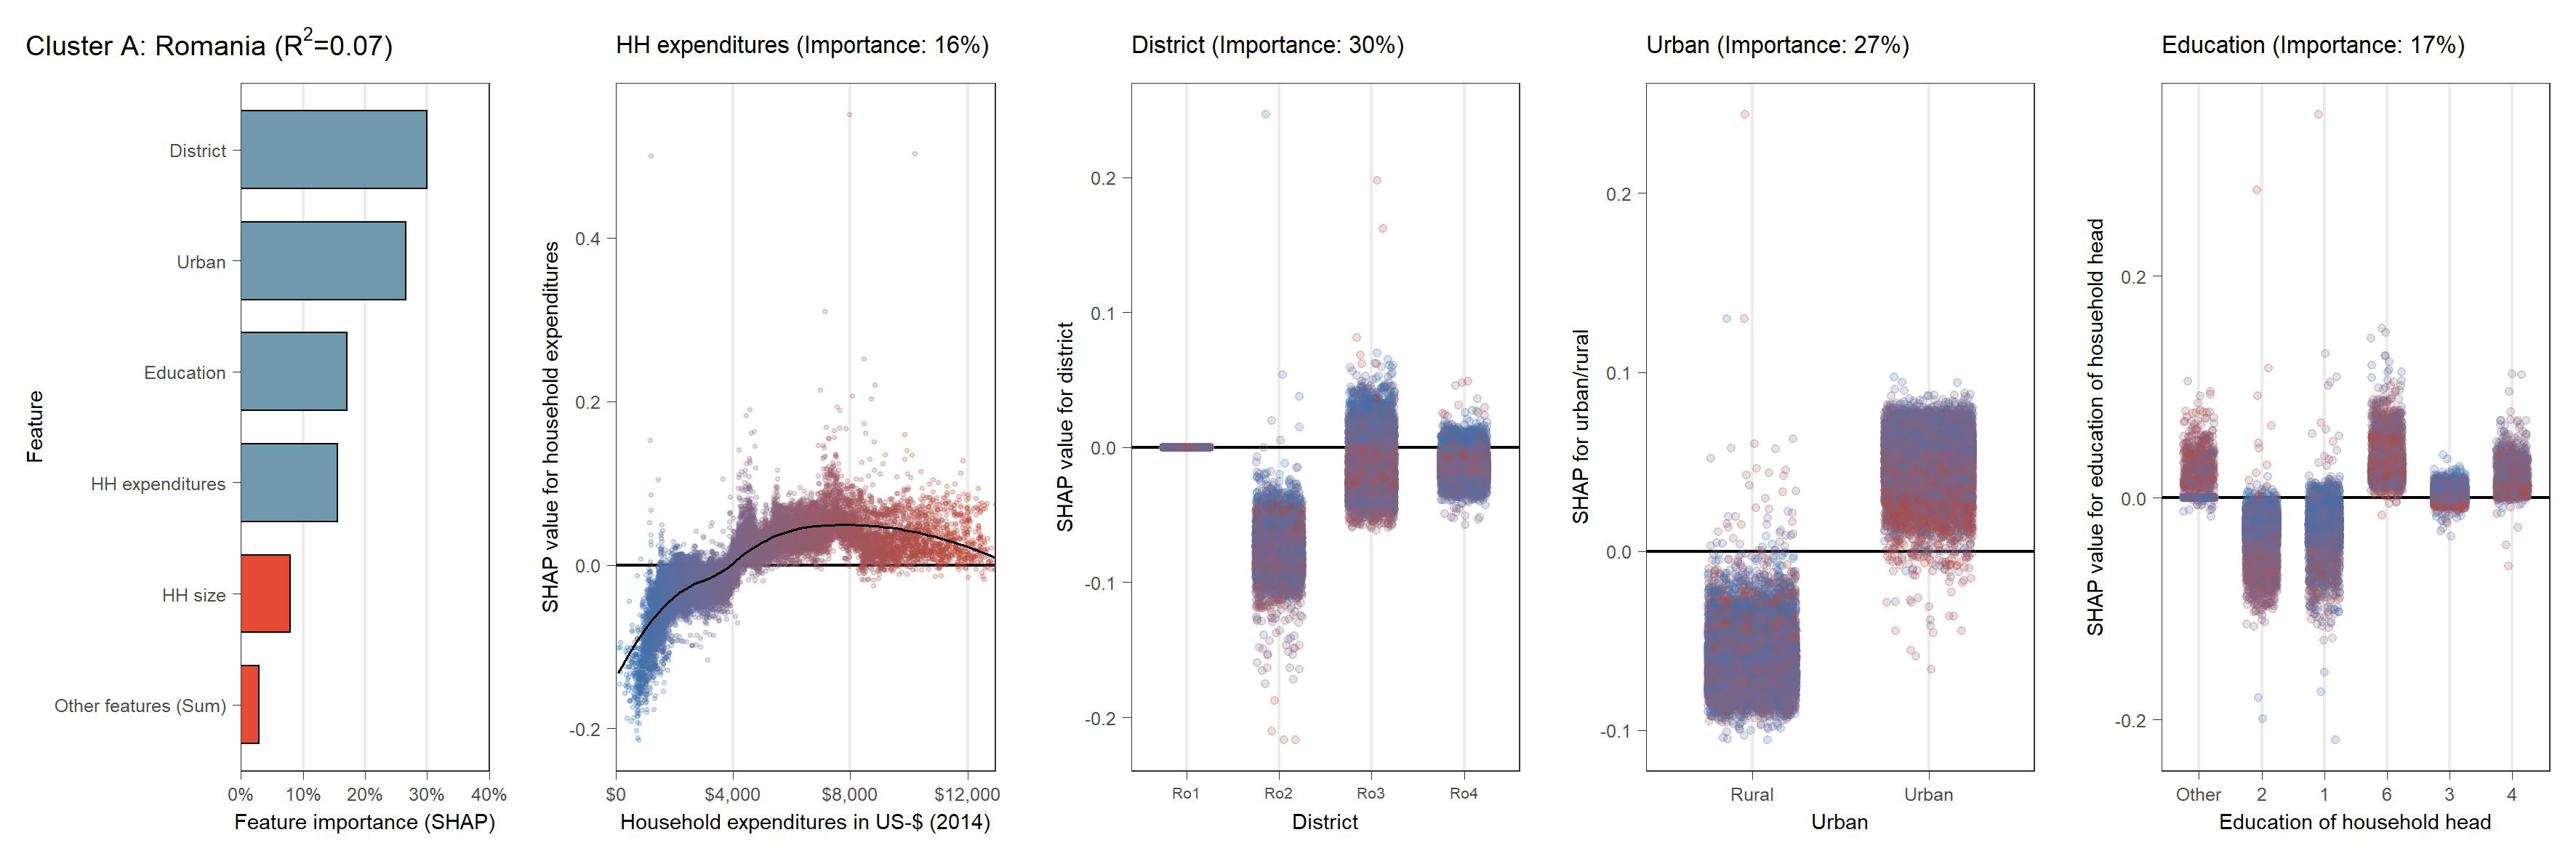 Cluster A: Romania (R²=0.07)
Feature
District
Urban
Education
HH expenditures
HH size
Other features (Sum)
0% 10% 20% 30% 40%
Feature importance (SHAP)
HH expenditures (Importance: 16%)
SHAP value for household expenditures
0.4
0.2
0.0
-0.2
$0 $4,000 $8,000 $12,000
Household expenditures in US-$ (2014)
District (Importance: 30%)
SHAP value for district
0.2
0.1
0.0
-0.1
-0.2
Ro1 Ro2 Ro3 Ro4
District
Urban (Importance: 27%)
SHAP for urban/rural
0.2
0.1
0.0
-0.1
Rural Urban
Urban
Education (Importance: 17%)
SHAP value for education of hosuehold head
0.2
0.0
-0.2
Other 2 1 6 3 4
Education of household head